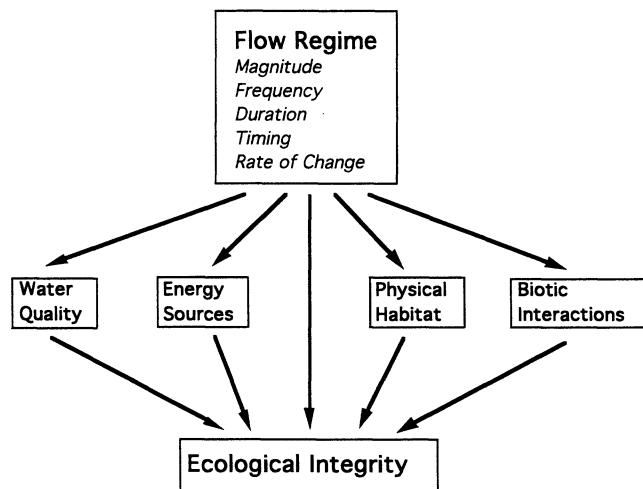 Flow Regime
Magnitude
Frequency
Duration
Timing
Rate of Change
Water
Quality
Energy
Sources
Physical
Habitat
Biotic
Interactions
Ecological Integrity